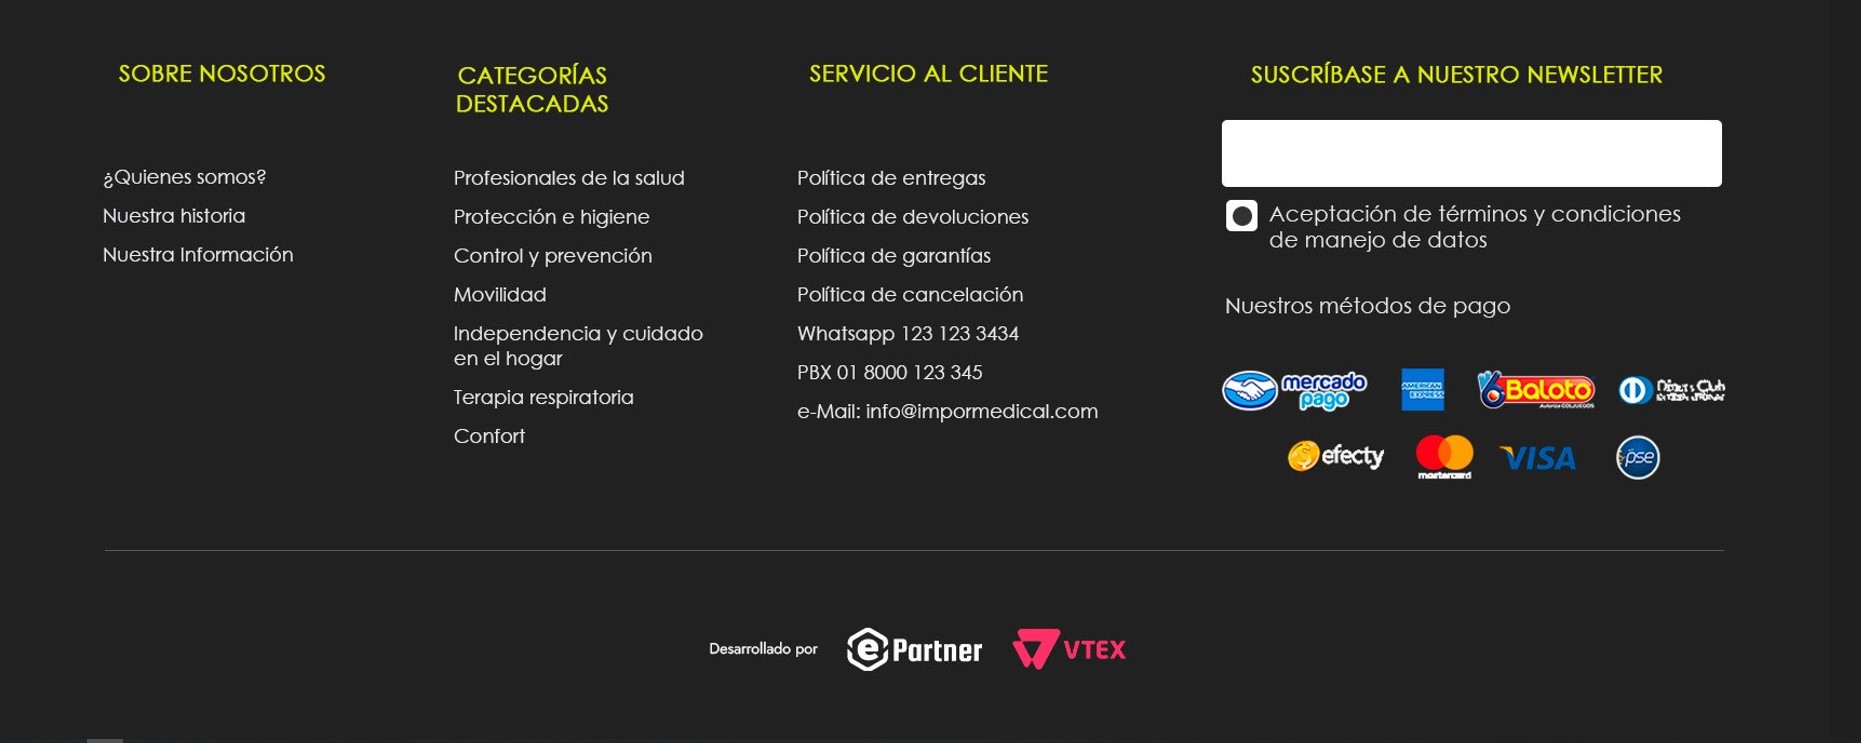 SOBRE NOSOTROS
¿Quienes somos?
Nuestra historia
Nuestra Información
CATEGORÍAS
DESTACADAS
Profesionales de la salud
Protección e higiene
Control y prevención
Movilidad
Independencia y cuidado
en el hogar
Terapia respiratoria
Confort
SERVICIO AL CLIENTE
Política de entregas
Política de devoluciones
Política de garantías
Política de cancelación
Whatsapp 123 123 3434
PBX 01 8000 123 345
e-Mail: info@impormedical.com
SUSCRÍBASE A NUESTRO NEWSLETTER
Aceptación de términos y condiciones
de manejo de datos
Nuestros métodos de pago
mercado
pago
AMERICAN
EXPRESS
Baloto
Diners Club
efecty
mastercard
VISA
pse
Desarrollado por
e Partner
VTEX